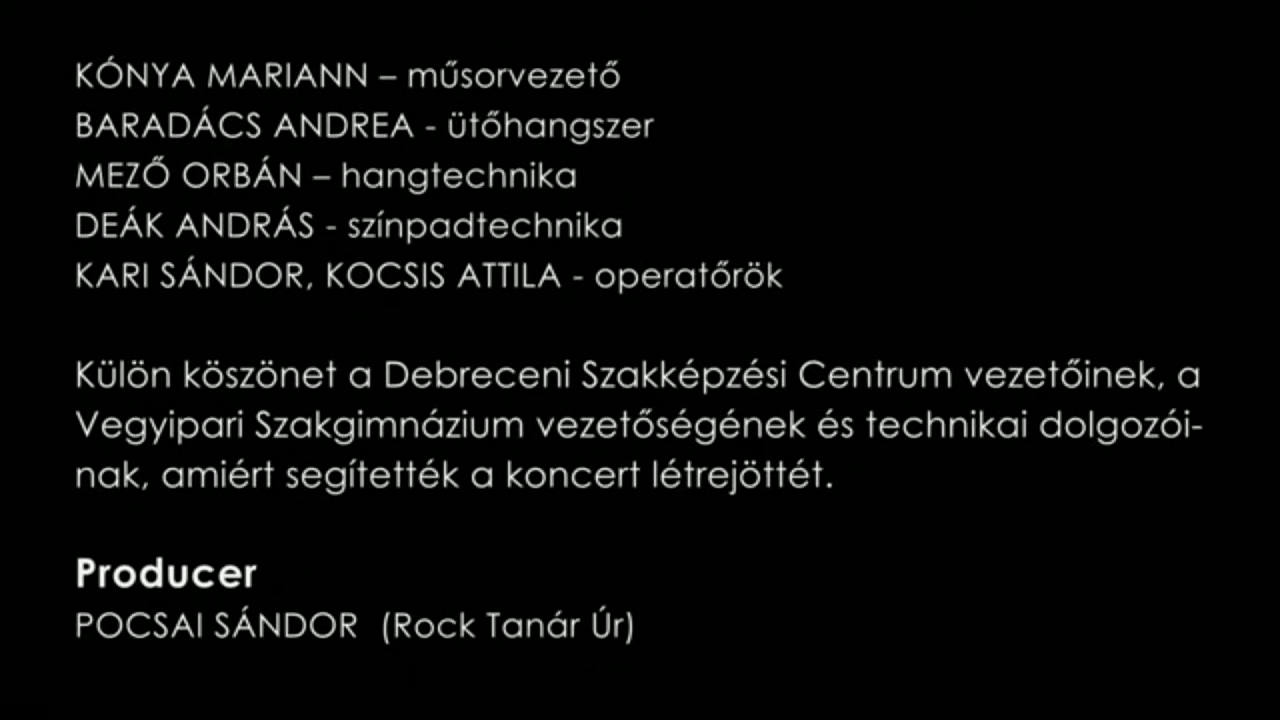 KÓNYA MARIANN – műsorvezető
BARADÁCS ANDREA - ütőhangszer
MEZŐ ORBÁN – hangtechnika
DEÁK ANDRÁS - színpadtechnika
KARI SÁNDOR, KOCSIS ATTILA - operatőrök
Külön köszönet a Debreceni Szakképzési Centrum vezetőinek, a
Vegyipari Szakgimnázium vezetőségének és technikai dolgozói-
nak, amiért segítették a koncert létrejöttét.
Producer
POCSAI SÁNDOR  (Rock Tanár Úr)